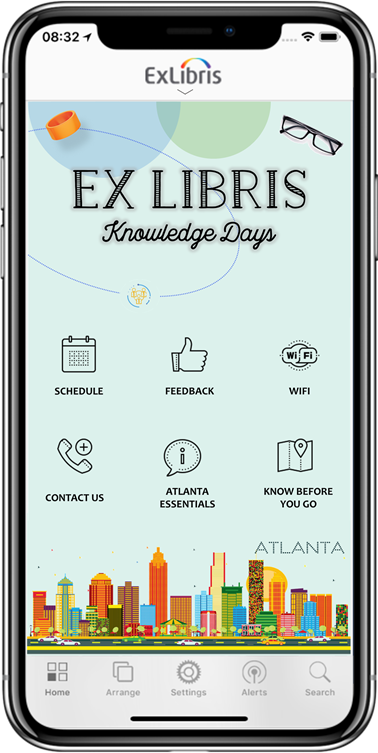 08:32
ExLibris
EX LIBRIS
Knowledge Days
SCHEDULE
FEEDBACK
WiFi
WIFI
CONTACT US
ATLANTA
ESSENTIALS
KNOW BEFORE
YOU GO
ATLANTA
Home
Arrange
Settings
Alerts
Search